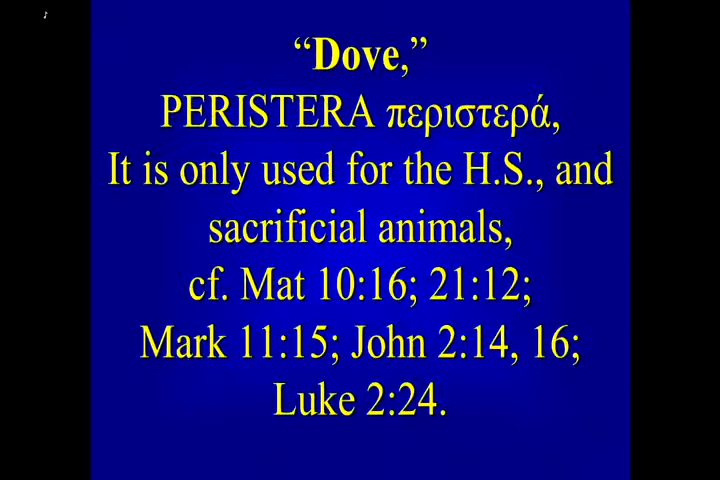 “Dove,”
PERISTERA περιστερά,
It is only used for the H.S., and
sacrificial animals,
cf. Mat 10:16; 21:12;
Mark 11:15; John 2:14, 16;
Luke 2:24.